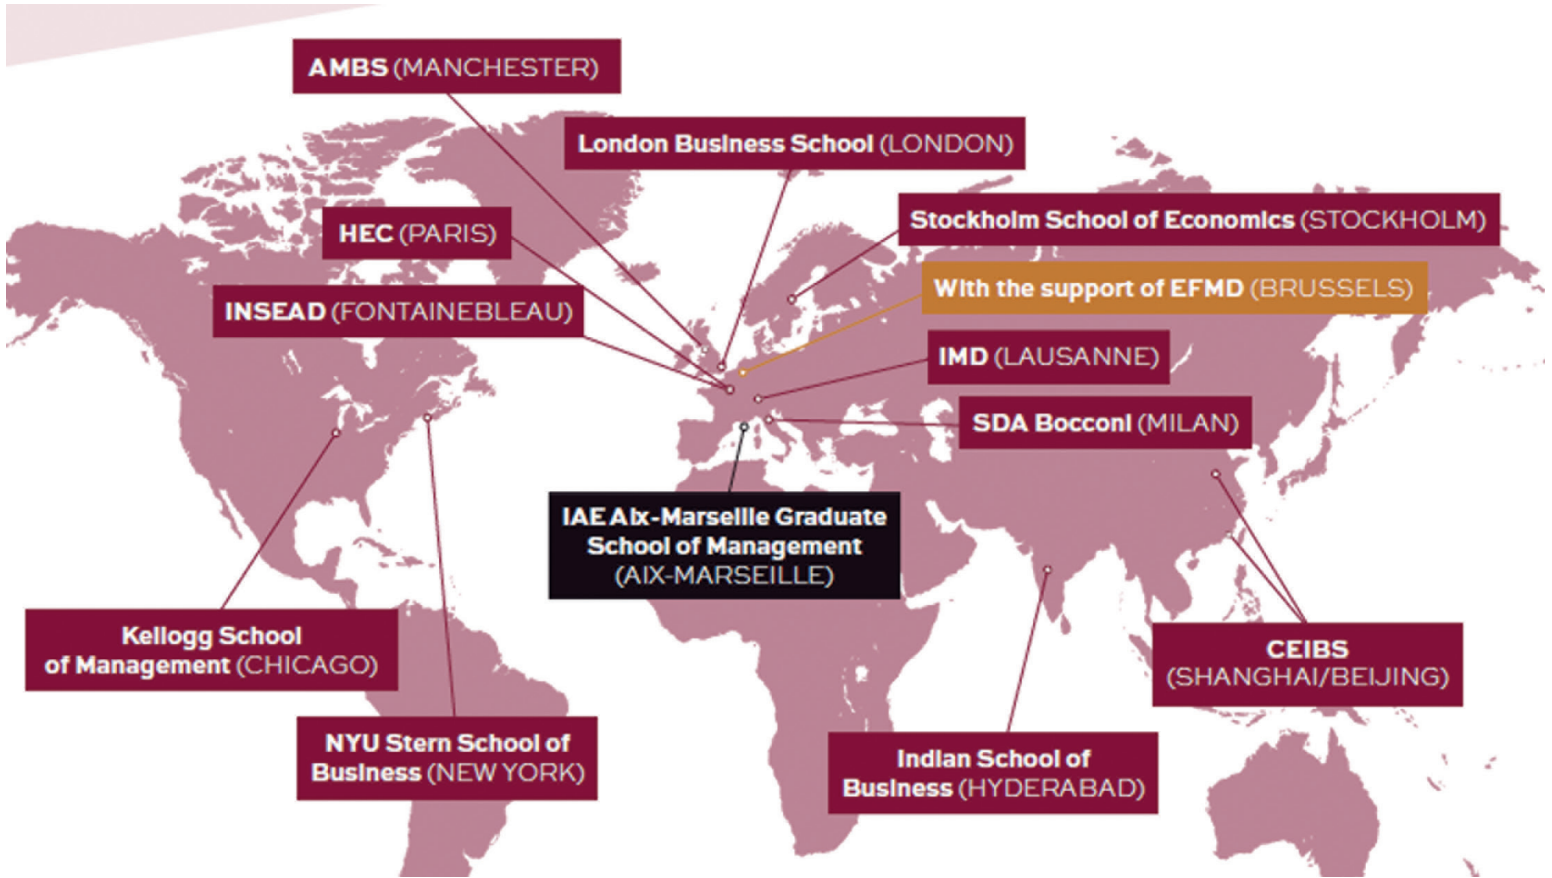 AMBS (MANCHESTER)
London Business School (LONDON)
HEC (PARIS)
Stockholm School of Economics (STOCKHOLM)
With the support of EFMD (BRUSSELS)
INSEAD (FONTAINEBLEAU)
IMD (LAUSANNE)
SDA Bocconi (MILAN)
IAE Aix-Marseille Graduate
School of Management
(AIX-MARSEILLE)
Kellogg School
of Management (CHICAGO)
CEIBS
(SHANGHAI/BEIJING)
NYU Stern School of
Business (NEW YORK)
Indian School of
Business (HYDERABAD)